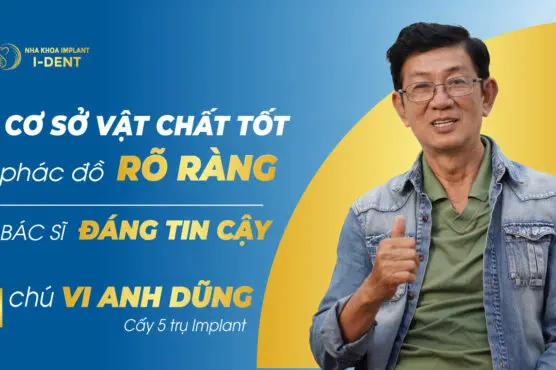 NHA KHOA IMPLANT
I-DENT
CƠ SỞ VẬT CHẤT TỐT
phác đồ RÕ RÀNG
BÁC SĨ ĐÁNG TIN CẬY
chú VI ANH DŨNG
Cấy 5 trụ Implant